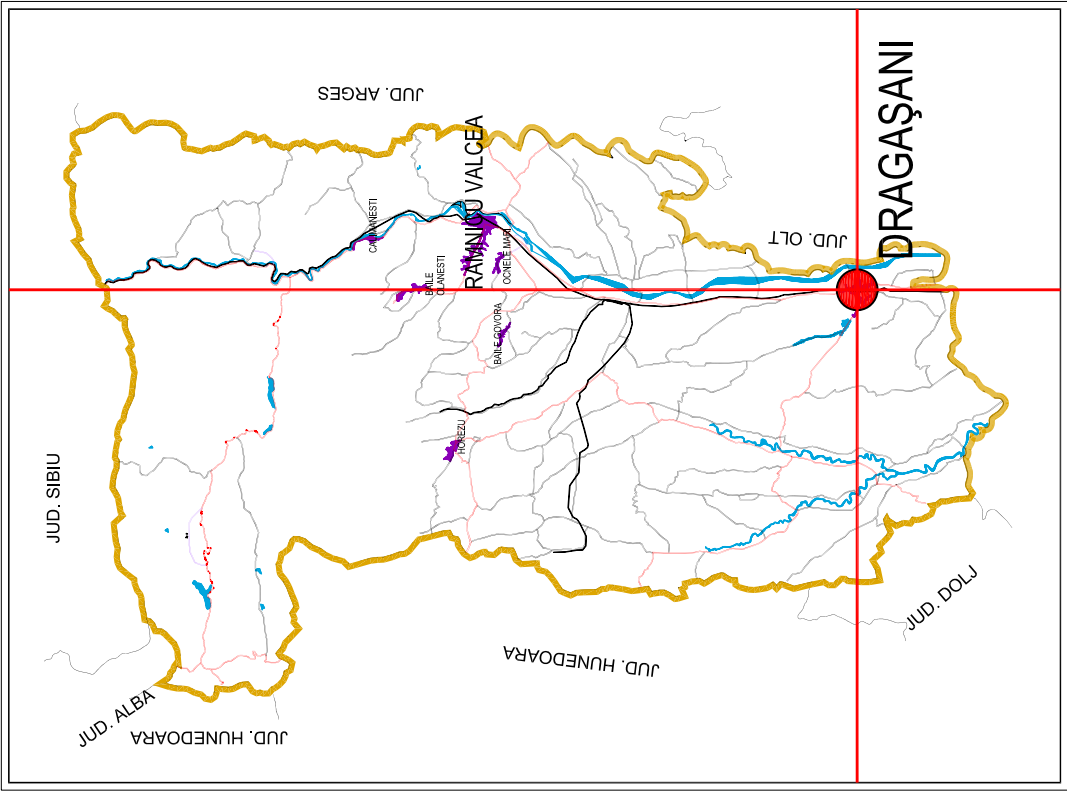 JUD. ARGES
RAMNICU VALCEA
DRAGAŞANI
CALIMANESTI
JUD. OLT
BAILE
OLANESTI
OCNELE MARI
BAILE GOVORA
HOREZU
JUD. SIBIU
JUD. DOLJ
JUD. HUNEDOARA
JUD. ALBA
JUD. HUNEDOARA